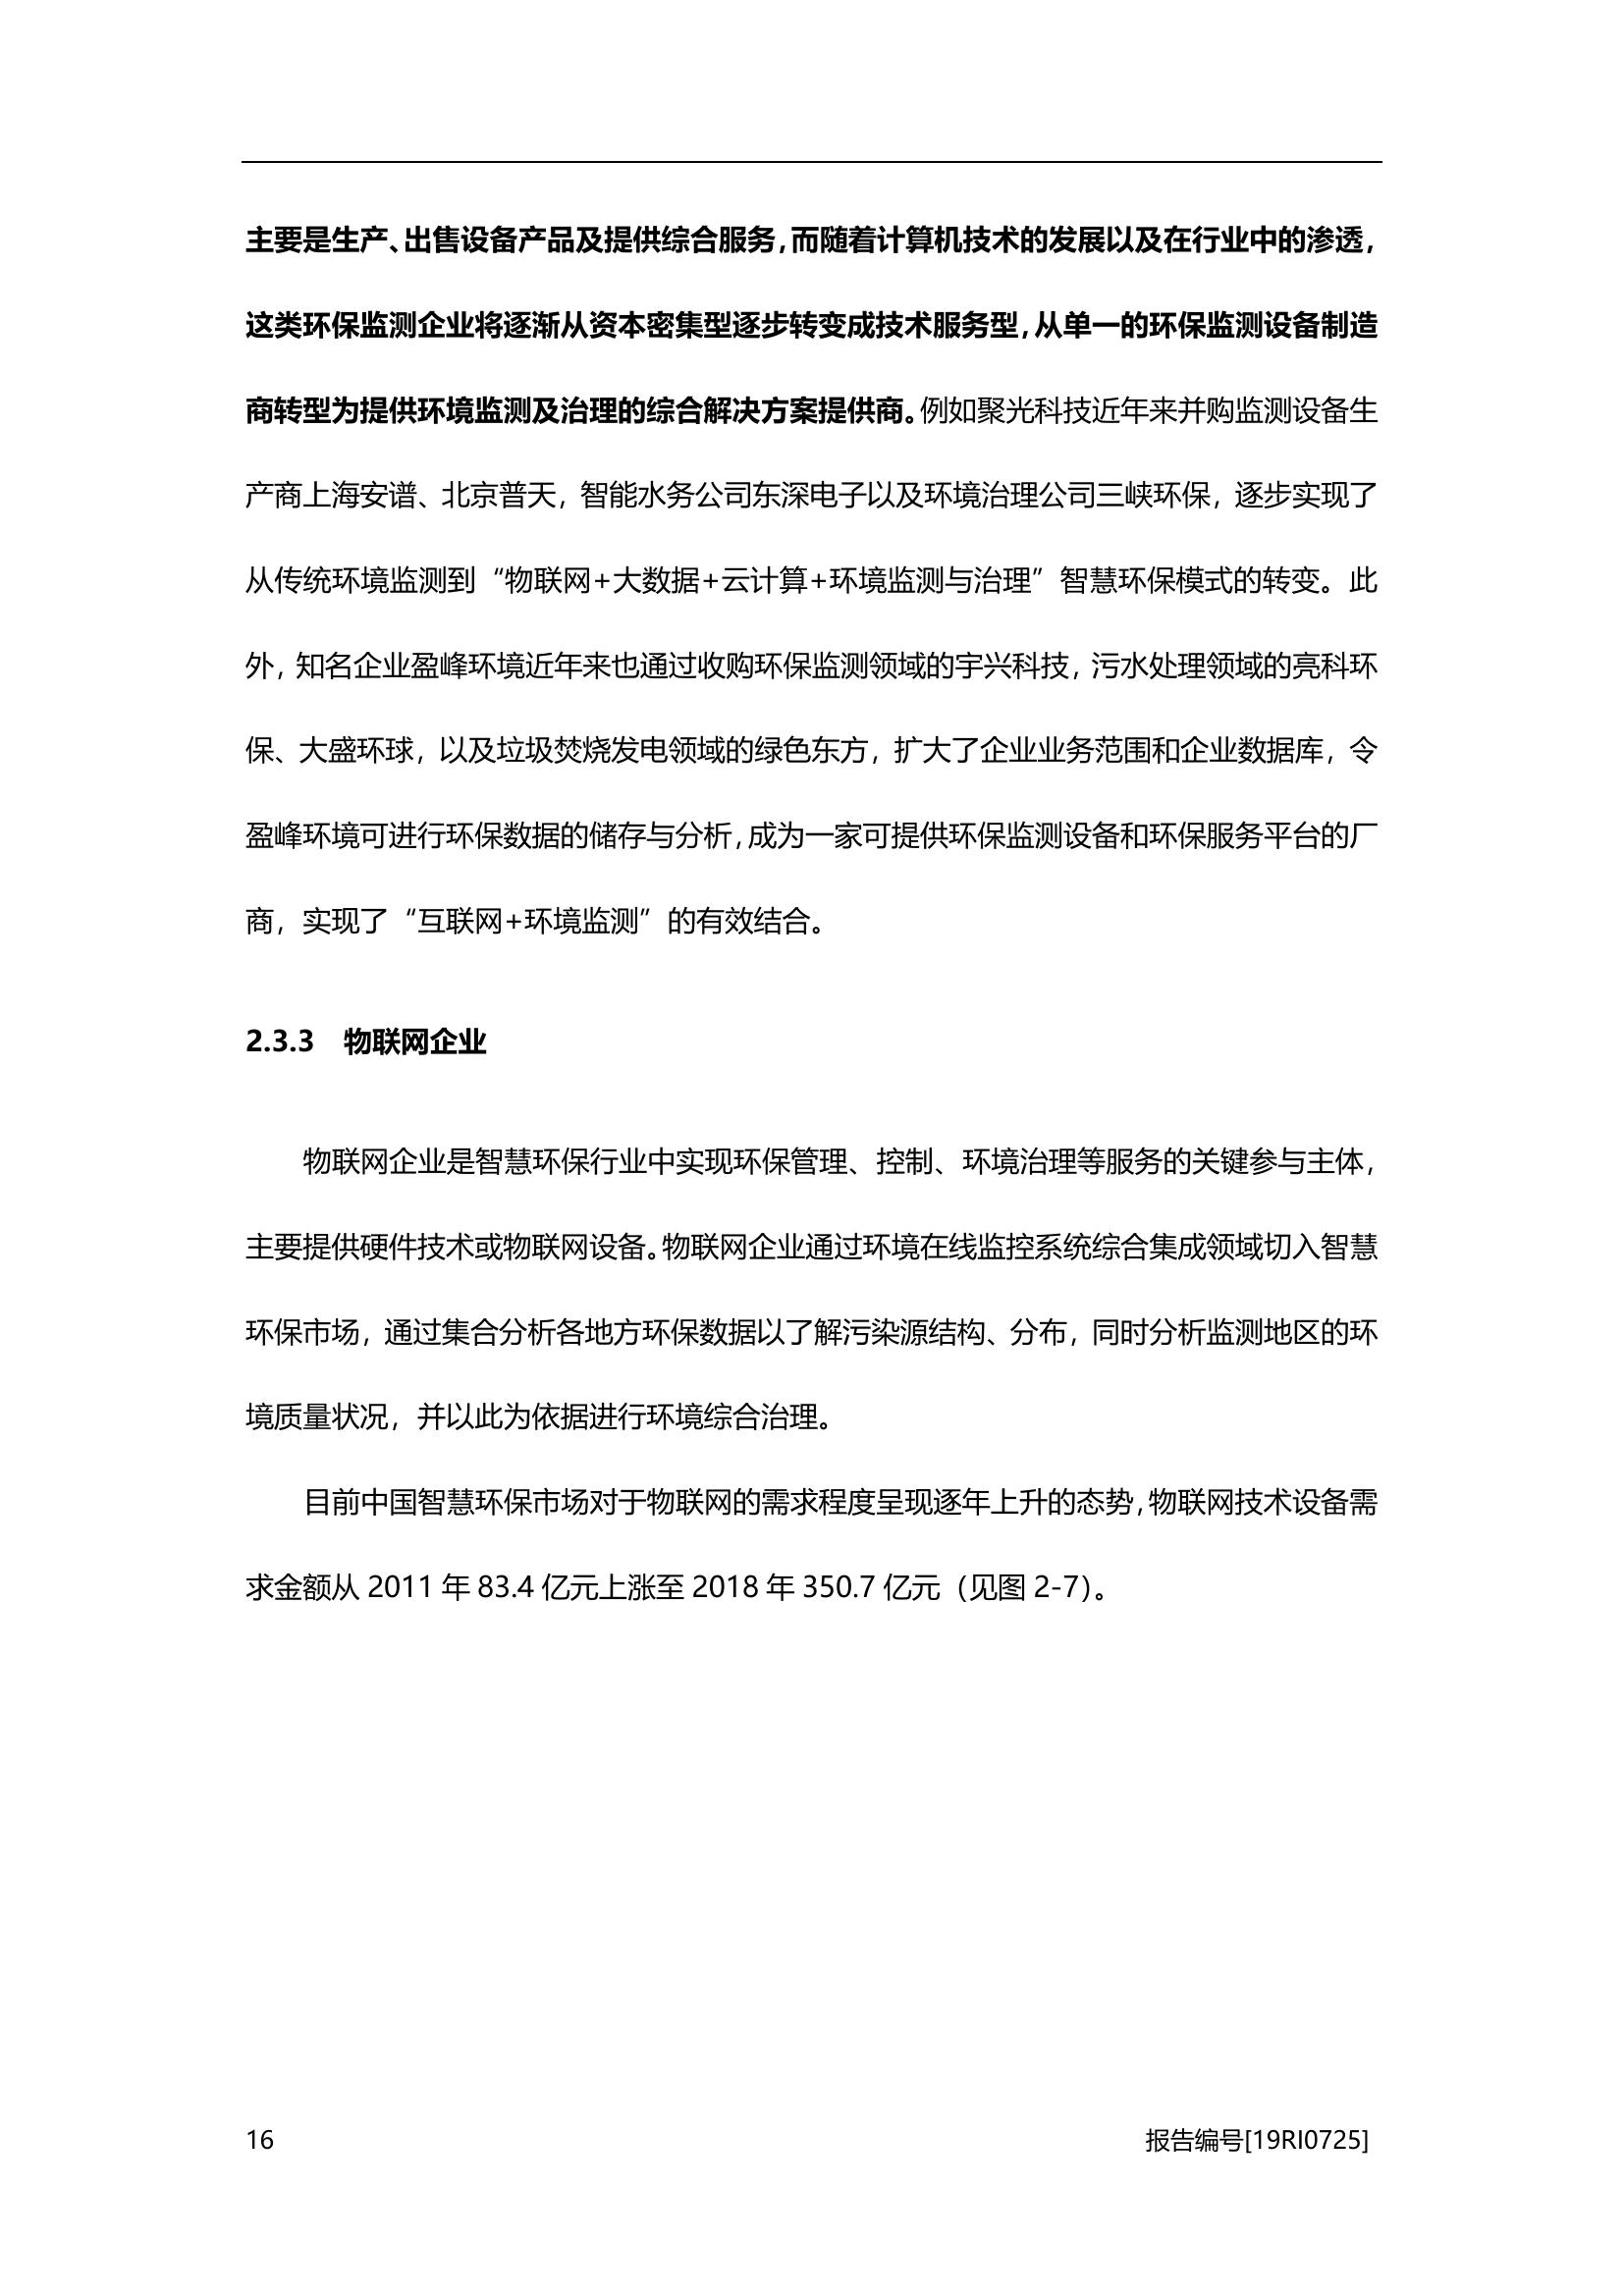 主要是生产、出售设备产品及提供综合服务，而随着计算机技术的发展以及在行业中的渗透，
这类环保监测企业将逐渐从资本密集型逐步转变成技术服务型，从单一的环保监测设备制造
商转型为提供环境监测及治理的综合解决方案提供商。例如聚光科技近年来并购监测设备生
产商上海安谱、北京普天，智能水务公司东深电子以及环境治理公司三峡环保，逐步实现了
从传统环境监测到“物联网+大数据+云计算+环境监测与治理”智慧环保模式的转变。此
外，知名企业盈峰环境近年来也通过收购环保监测领域的宇兴科技，污水处理领域的亮科环
保、大盛环球，以及垃圾焚烧发电领域的绿色东方，扩大了企业业务范围和企业数据库，令
盈峰环境可进行环保数据的储存与分析，成为一家可提供环保监测设备和环保服务平台的厂
商，实现了“互联网+环境监测”的有效结合。
2.3.3 物联网企业
物联网企业是智慧环保行业中实现环保管理、控制、环境治理等服务的关键参与主体，
主要提供硬件技术或物联网设备。物联网企业通过环境在线监控系统综合集成领域切入智慧
环保市场，通过集合分析各地方环保数据以了解污染源结构、分布，同时分析监测地区的环
境质量状况，并以此为依据进行环境综合治理。
目前中国智慧环保市场对于物联网的需求程度呈现逐年上升的态势，物联网技术设备需
求金额从 2011 年 83.4 亿元上涨至 2018 年 350.7 亿元（见图 2-7）。
16 报告编号[19RI0725]